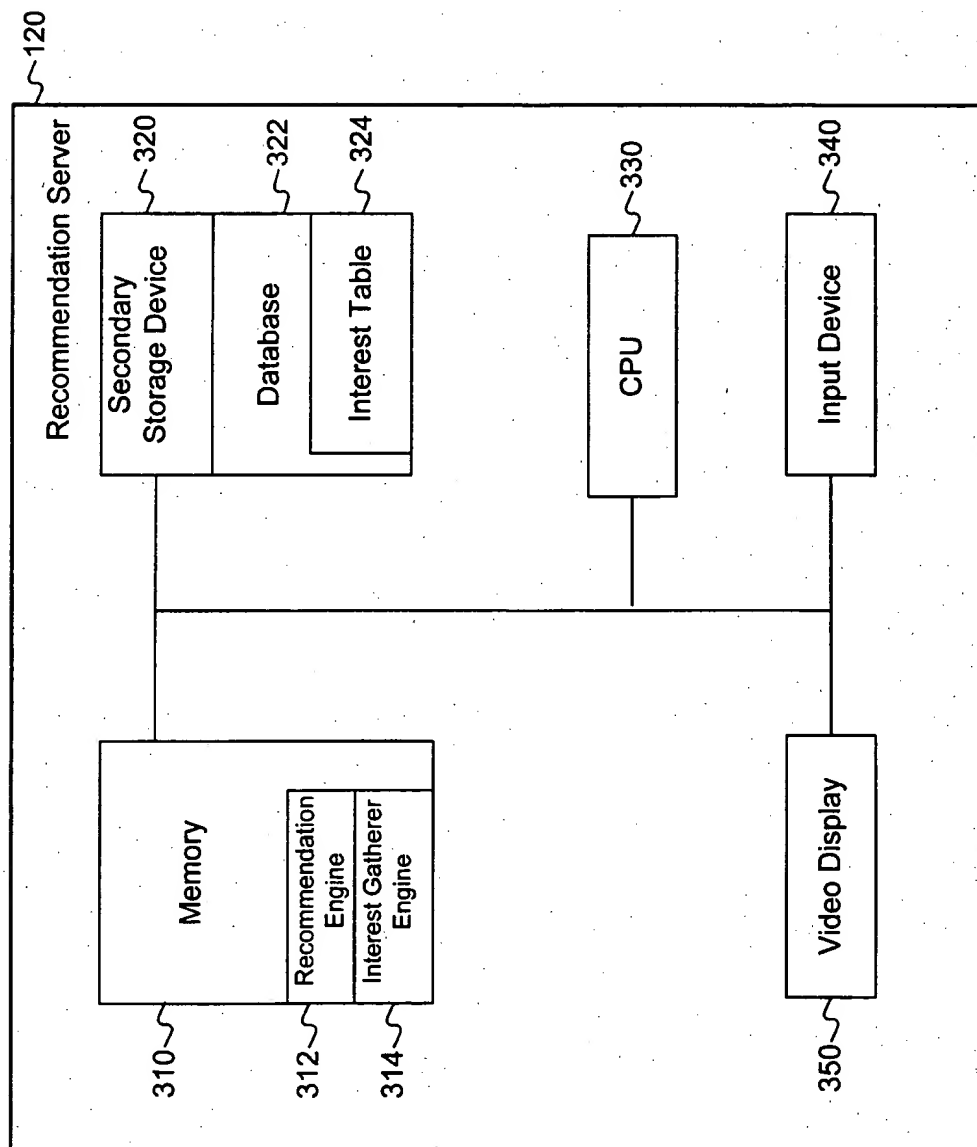 120
Recommendation Server
310
Memory
312
Recommendation
Engine
314
Interest Gatherer
Engine
Secondary
Storage Device
320
Database
322
Interest Table
324
CPU
330
Video Display
350
Input Device
340